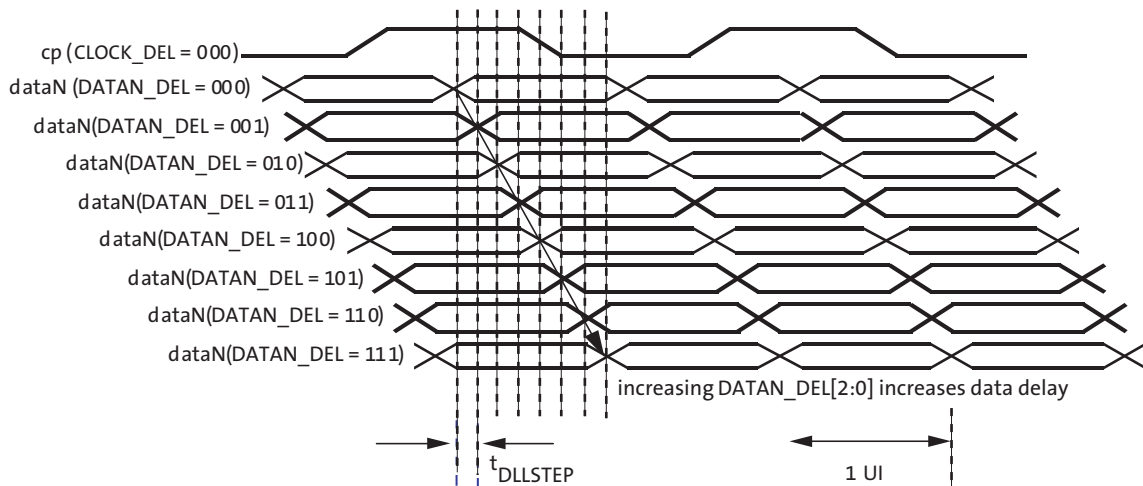 cp (CLOCK_DEL = 000)
dataN (DATAN_DEL = 000)
dataN(DATAN_DEL = 001)
dataN(DATAN_DEL = 010)
dataN(DATAN_DEL = 011)
dataN(DATAN_DEL = 100)
dataN(DATAN_DEL = 101)
dataN(DATAN_DEL = 110)
dataN(DATAN_DEL = 111)
increasing DATAN_DEL[2:0] increases data delay
tDLLSTEP
1 UI